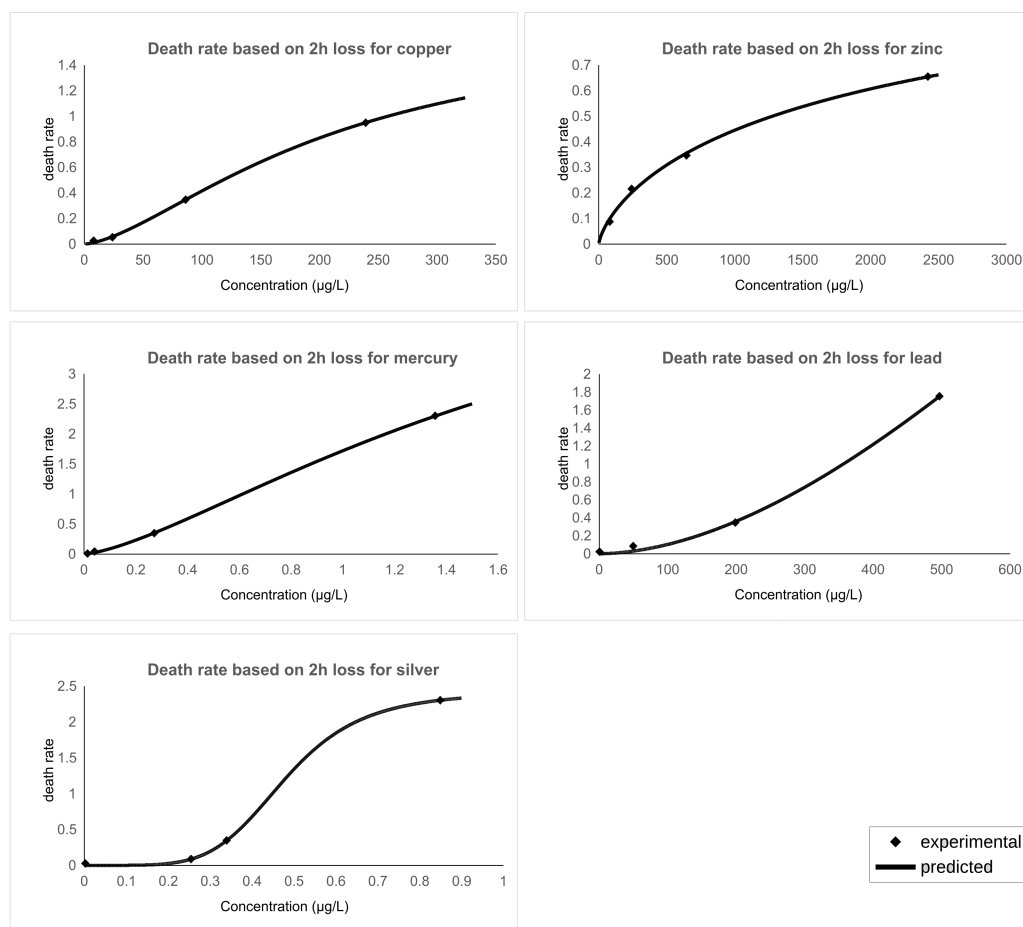 Death rate based on 2h loss for copper
1.4
1.2
1
0.8
0.6
0.4
0.2
0
death rate
0 50 100 150 200 250 300 350
Concentration (µg/L)
Death rate based on 2h loss for zinc
0.7
0.6
0.5
0.4
0.3
0.2
0.1
0
death rate
0 500 1000 1500 2000 2500 3000
Concentration (µg/L)
Death rate based on 2h loss for mercury
3
2.5
2
1.5
1
0.5
0
death rate
0 0.2 0.4 0.6 0.8 1 1.2 1.4 1.6
Concentration (µg/L)
Death rate based on 2h loss for lead
2
1.8
1.6
1.4
1.2
1
0.8
0.6
0.4
0.2
0
death rate
0 100 200 300 400 500 600
Concentration (µg/L)
Death rate based on 2h loss for silver
2.5
2
1.5
1
0.5
0
death rate
0 0.1 0.2 0.3 0.4 0.5 0.6 0.7 0.8 0.9 1
Concentration (µg/L)
experimental
predicted